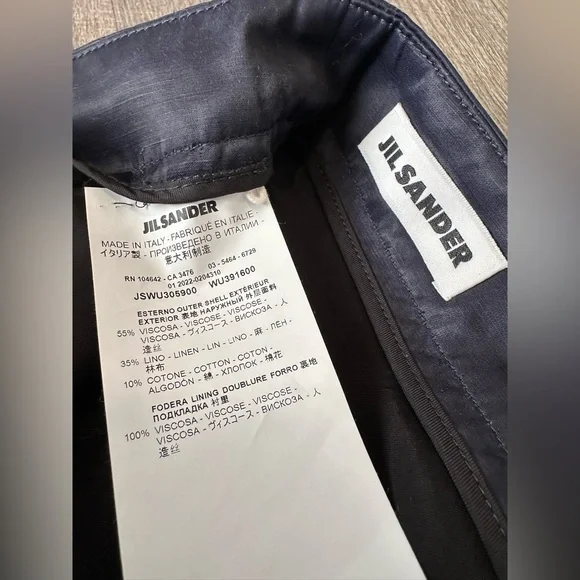 JIL SANDER
JIL SANDER
MADE IN ITALY - FABRIQUÉ EN ITALIE -
イタリア製 - ПРОИЗВЕДЕНО В ИТАЛИИ -
意大利制造
RN 104642 - CA 3476 03 - 5464 - 6729
01 2022-0204310
JSWU305900 WU391600
ESTERNO OUTER SHELL EXTÉRIEUR
EXTERIOR 表地 НАРУЖНЫЙ 外层面料
55% VISCOSA - VISCOSE - VISCOSE -
VISCOSA - ヴィスコース - ВИСКОЗА - 人
造丝
35% LINO - LINEN - LIN - LINO - 麻 - ЛЁН -
林布
10% COTONE - COTTON - COTON -
ALGODÓN - 綿 - ХЛОПОК - 棉花
FODERA LINING DOUBLURE FORRO 裏地
ПОДКЛАДКА 衬里
100% VISCOSA - VISCOSE - VISCOSE -
VISCOSA - ヴィスコース - ВИСКОЗА - 人
造丝